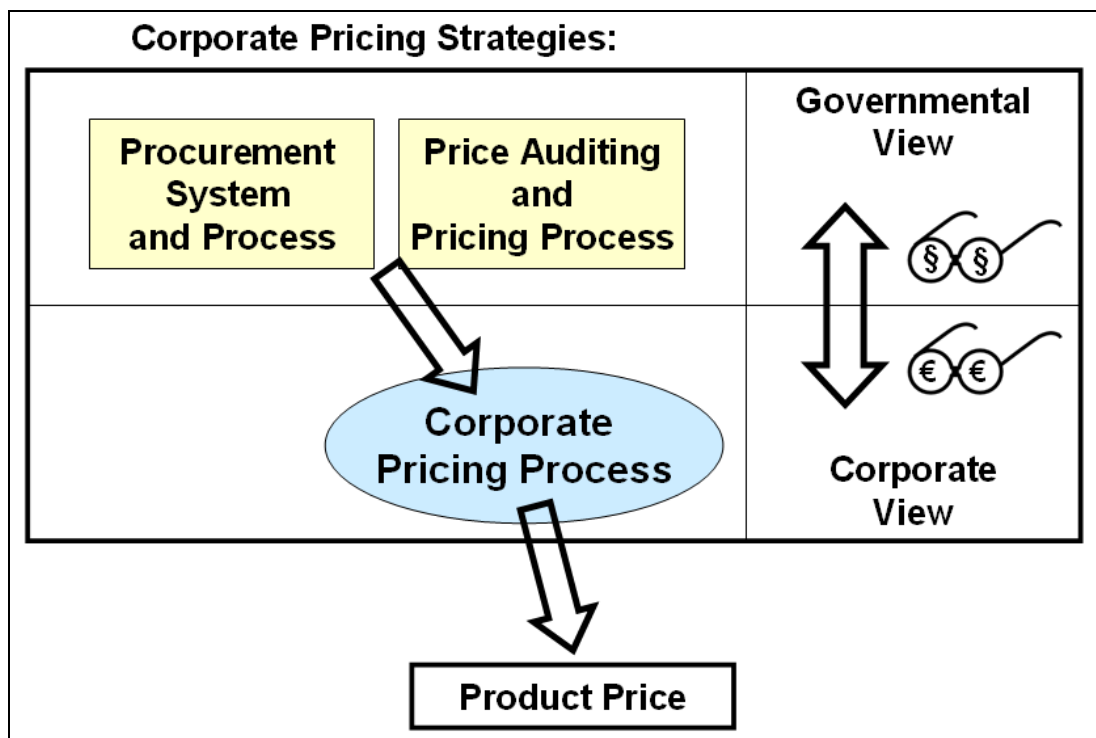 Corporate Pricing Strategies:
Procurement
System
and Process
Price Auditing
and
Pricing Process
Governmental
View
§ §
€ €
Corporate
Pricing Process
Corporate
View
Product Price